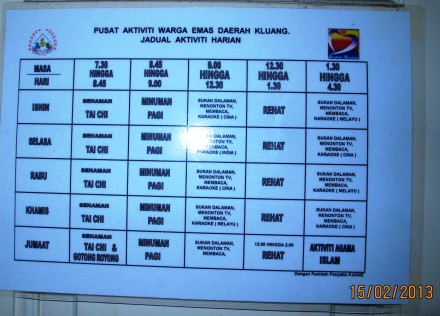 PUSAT AKTIVITI WARGA EMAS DAERAH KLUANG.
JADUAL AKTIVITI HARIAN
MASA 7.30 HINGGA 8.45 8.45 HINGGA 9.00 9.00 HINGGA 12.30 12.30 HINGGA 1.30 1.30 HINGGA 4.30
HARI
ISNIN SENAMAN TAI CHI MINUMAN PAGI SUKAN DALAMAN, MENONTON TV, MEMBACA, KARAOKE ( CINA ) REHAT SUKAN DALAMAN, MENONTON TV, MEMBACA, KARAOKE ( MELAYU )
SELASA SENAMAN TAI CHI MINUMAN PAGI SUKAN DALAMAN, MENONTON TV, MEMBACA, KARAOKE ( INDIA ) REHAT SUKAN DALAMAN, MENONTON TV, MEMBACA, KARAOKE ( CINA )
RABU SENAMAN TAI CHI MINUMAN PAGI SUKAN DALAMAN, MENONTON TV, MEMBACA, KARAOKE ( CINA ) REHAT SUKAN DALAMAN, MENONTON TV, MEMBACA, KARAOKE ( MELAYU )
KHAMIS SENAMAN TAI CHI MINUMAN PAGI SUKAN DALAMAN, MENONTON TV, MEMBACA, KARAOKE ( MELAYU ) REHAT SUKAN DALAMAN, MENONTON TV, MEMBACA, KARAOKE ( CINA )
JUMAAT SENAMAN TAI CHI & GOTONG ROYONG MINUMAN PAGI SUKAN DALAMAN, MENONTON TV, MEMBACA, 12.00 HINGGA 2.00 REHAT AKTIVITI AGAMA ISLAM
Dengan Perintah Penyelia
15/02/2013